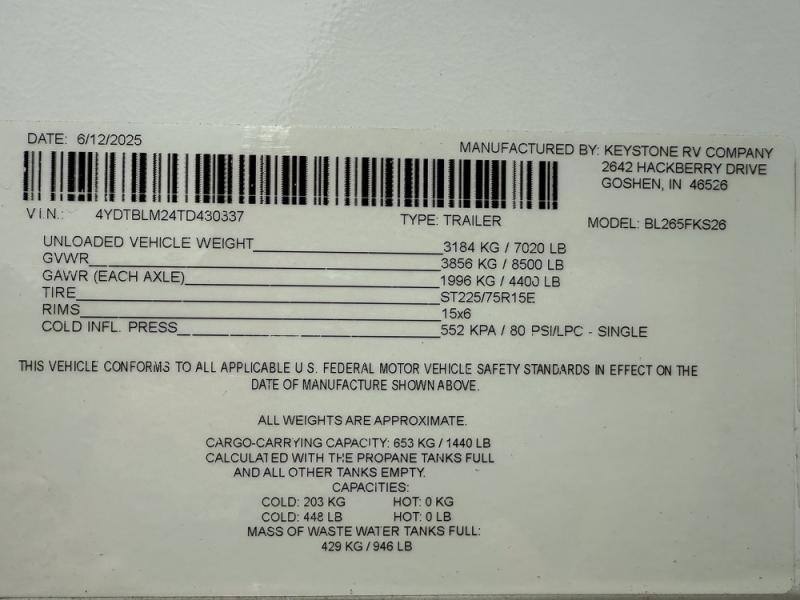 DATE: 6/12/2025
MANUFACTURED BY: KEYSTONE RV COMPANY
2642 HACKBERRY DRIVE
GOSHEN, IN 46526
V I.N.: 4YDTBLM24TD430337 TYPE: TRAILER MODEL: BL265FKS26
UNLOADED VEHICLE WEIGHT 3184 KG / 7020 LB
GVWR 3856 KG / 8500 LB
GAWR (EACH AXLE) 1996 KG / 4400 LB
TIRE ST225/75R15E
RIMS 15x6
COLD INFL. PRESS 552 KPA / 80 PSI/LPC - SINGLE
THIS VEHICLE CONFORMS TO ALL APPLICABLE U.S. FEDERAL MOTOR VEHICLE SAFETY STANDARDS IN EFFECT ON THE
DATE OF MANUFACTURE SHOWN ABOVE.
ALL WEIGHTS ARE APPROXIMATE.
CARGO-CARRYING CAPACITY: 653 KG / 1440 LB
CALCULATED WITH THE PROPANE TANKS FULL
AND ALL OTHER TANKS EMPTY.
CAPACITIES:
COLD: 203 KG HOT: 0 KG
COLD: 448 LB HOT: 0 LB
MASS OF WASTE WATER TANKS FULL:
429 KG / 946 LB